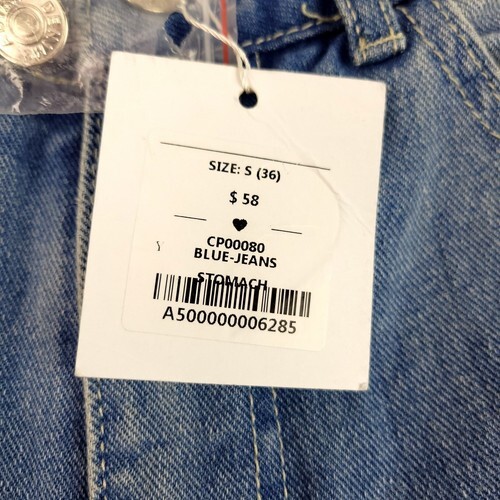 SIZE: S (36)
$ 58
CP00080
BLUE-JEANS
STOMACH
A500000006285